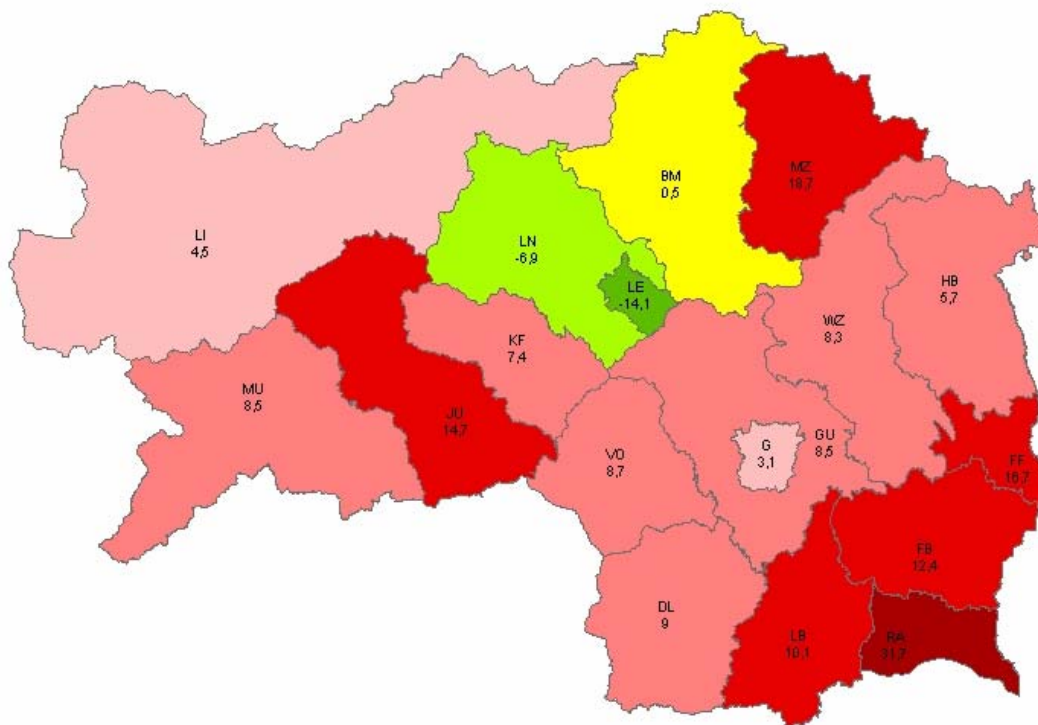 BM
0,5
MZ
18,7
LI
4,5
LN
-6,9
LE
-14,1
HB
5,7
WZ
8,3
KF
7,4
MU
8,5
JU
14,7
VO
8,7
G
3,1
GU
8,5
FF
16,7
FB
12,4
DL
9
LB
10,1
RA
31,7